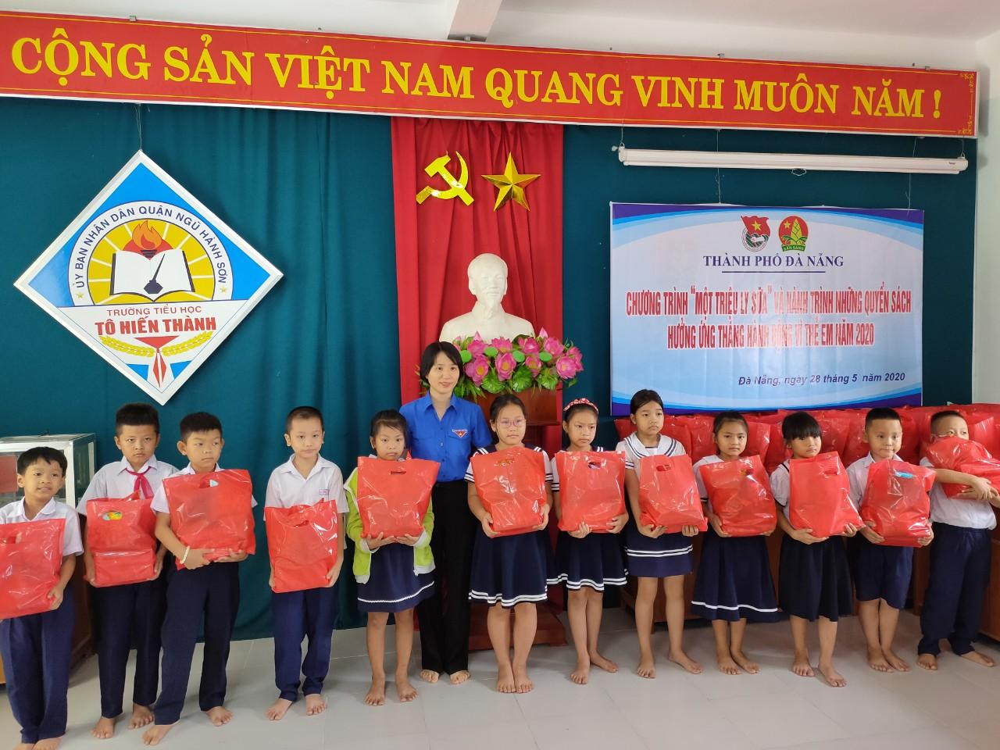 CỘNG SẢN VIỆT NAM QUANG VINH MUÔN NĂM !
ỦY BAN NHÂN DÂN QUẬN NGŨ HÀNH SƠN
TRƯỜNG TIỂU HỌC
TÔ HIẾN THÀNH
SẴN SÀNG
THÀNH PHỐ ĐÀ NẴNG
CHƯƠNG TRÌNH "MỘT TRIỆU LY SỮA" VÀ HÀNH TRÌNH NHỮNG QUYỂN SÁCH
HƯỞNG ỨNG THÁNG HÀNH ĐỘNG VÌ TRẺ EM NĂM 2020
Đà Nẵng, ngày 28 tháng 5 năm 2020